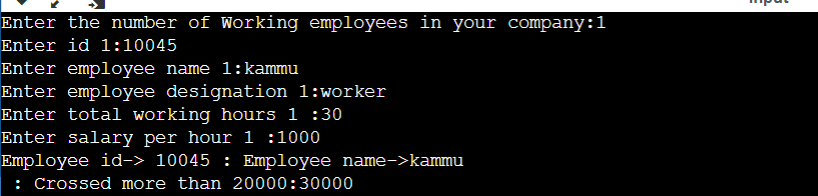 Enter the number of Working employees in your company:1
Enter id 1:10045
Enter employee name 1:kammu
Enter employee designation 1:worker
Enter total working hours 1 :30
Enter salary per hour 1 :1000
Employee id-> 10045 : Employee name->kammu
 : Crossed more than 20000:30000